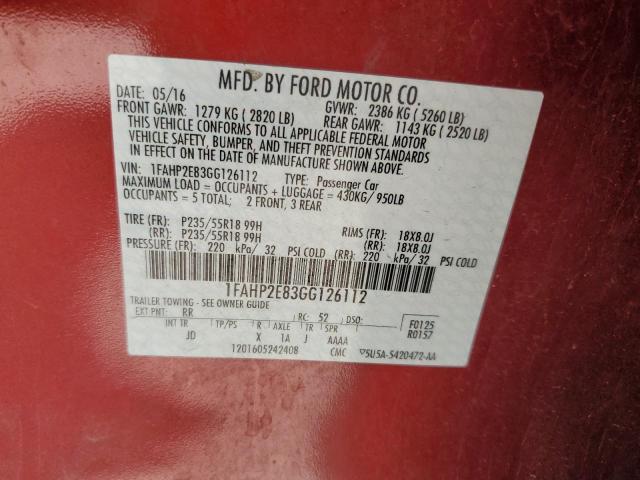 MFD. BY FORD MOTOR CO.
DATE: 05/16 GVWR: 2386 KG ( 5260 LB)
FRONT GAWR: 1279 KG ( 2820 LB) REAR GAWR: 1143 KG ( 2520 LB)
THIS VEHICLE CONFORMS TO ALL APPLICABLE FEDERAL MOTOR
VEHICLE SAFETY, BUMPER, AND THEFT PREVENTION STANDARDS
IN EFFECT ON THE DATE OF MANUFACTURE SHOWN ABOVE.
VIN: 1FAHP2E83GG126112 TYPE: Passenger Car
MAXIMUM LOAD = OCCUPANTS + LUGGAGE = 430KG/ 950LB
OCCUPANTS = 5 TOTAL; 2 FRONT, 3 REAR
TIRE (FR): P235/55R18 99H RIMS (FR): 18X8.0J
(RR): P235/55R18 99H (RR): 18X8.0J
PRESSURE (FR): 220 kPa/ 32 PSI COLD (RR): 220 kPa/ 32 PSI COLD
1FAHP2E83GG126112
TRAILER TOWING - SEE OWNER GUIDE
EXT PNT: RR RC: 52 DSO: F0125
INT TR TP/PS R AXLE TR SPR R0157
JD X 1A J AAAA
1201605242408 CMC ▽5U5A-5420472-AA